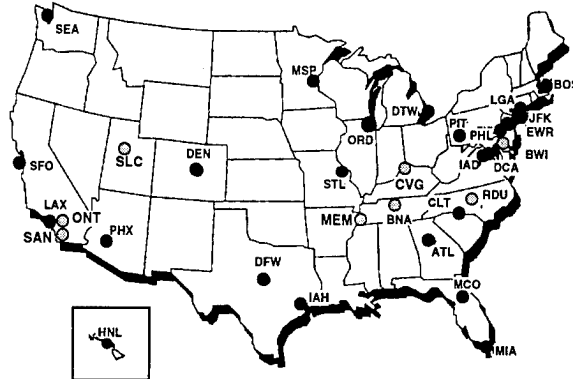 SEA
MSP
BOS
LGA
DTW
JFK
PIT
PHL
EWR
ORD
IAD
DCA
BWI
SLC
DEN
SFO
STL
CVG
RDU
LAX
ONT
MEM
BNA
CLT
SAN
PHX
ATL
DFW
MCO
IAH
HNL
MIA